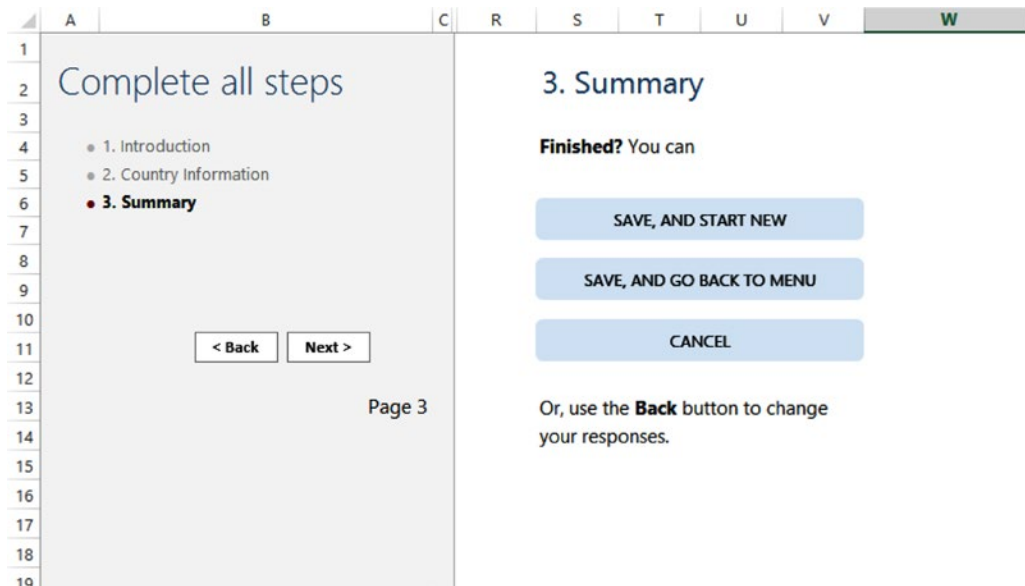 A B C R S T U V W
1
2 Complete all steps 3. Summary
3
4 ● 1. Introduction Finished? You can
5 ● 2. Country Information
6 ● 3. Summary
7 SAVE, AND START NEW
8
9 SAVE, AND GO BACK TO MENU
10
11 < Back Next > CANCEL
12
13 Page 3 Or, use the Back button to change
14 your responses.
15
16
17
18
19